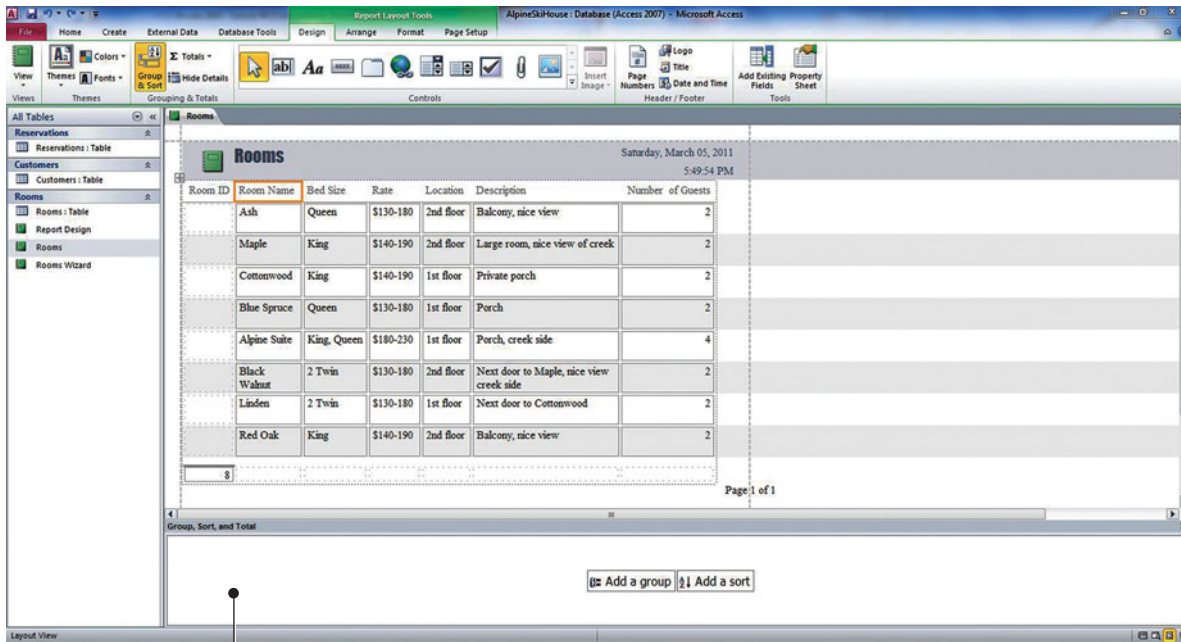 Report Layout Tools
AlpineSkiHouse : Database (Access 2007) - Microsoft Access
File Home Create External Data Database Tools Design Arrange Format Page Setup
View
Views
Themes
Colors
Fonts
Themes
Group & Sort
Σ Totals
Hide Details
Grouping & Totals
ab|
Aa
XXXX
Insert Image
Controls
Page Numbers
Logo
Title
Date and Time
Header / Footer
Add Existing Fields
Property Sheet
Tools
All Tables
Reservations
Reservations : Table
Customers
Customers : Table
Rooms
Rooms : Table
Report Design
Rooms
Rooms Wizard
Rooms
Rooms
Saturday, March 05, 2011
5:49:54 PM
Room ID Room Name Bed Size Rate Location Description Number of Guests
Ash Queen $130-180 2nd floor Balcony, nice view 2
Maple King $140-190 2nd floor Large room, nice view of creek 2
Cottonwood King $140-190 1st floor Private porch 2
Blue Spruce Queen $130-180 1st floor Porch 2
Alpine Suite King, Queen $180-230 1st floor Porch, creek side 4
Black Walnut 2 Twin $130-180 2nd floor Next door to Maple, nice view creek side 2
Linden 2 Twin $130-180 1st floor Next door to Cottonwood 2
Red Oak King $140-190 2nd floor Balcony, nice view 2
8
Page 1 of 1
Group, Sort, and Total
Add a group
Add a sort
Layout View